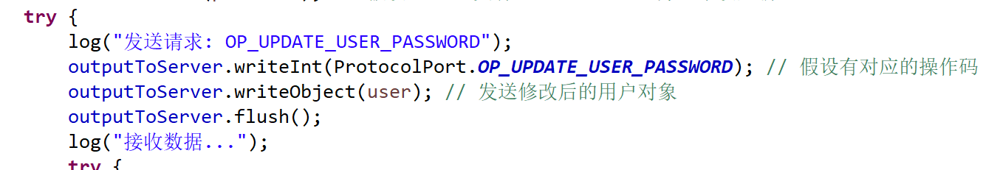 try {
log("发送请求: OP_UPDATE_USER_PASSWORD");
outputToServer.writeInt(ProtocolPort.OP_UPDATE_USER_PASSWORD); // 假设有对应的操作码
outputToServer.writeObject(user); // 发送修改后的用户对象
outputToServer.flush();
log("接收数据...");
try {